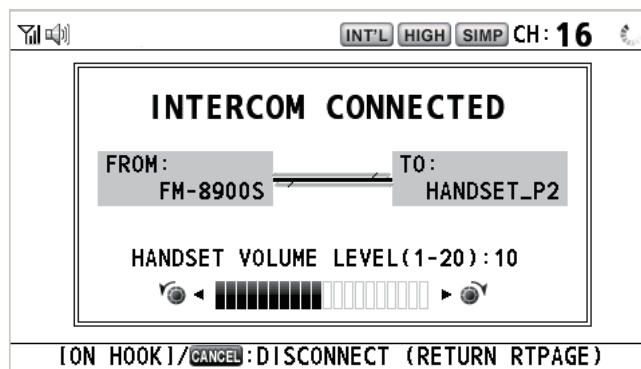 INT'L HIGH SIMP CH: 16
INTERCOM CONNECTED
FROM: TO:
FM-8900S HANDSET_P2
HANDSET VOLUME LEVEL(1-20):10
[ON HOOK]/CANCEL:DISCONNECT (RETURN RTPAGE)